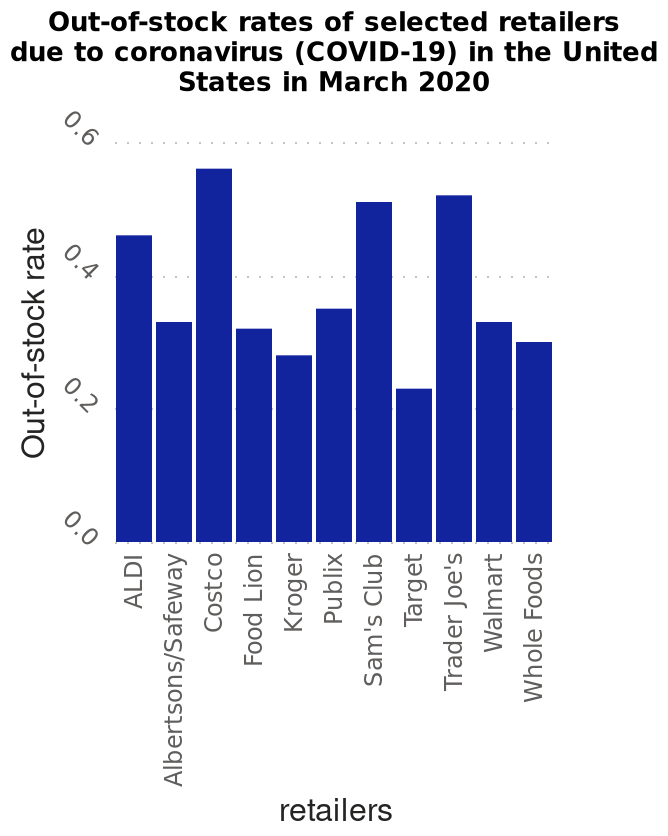 Out-of-stock rates of selected retailers
due to coronavirus (COVID-19) in the United
States in March 2020
0.6
0.4
0.2
0.0
Out-of-stock rate
ALDI
Albertsons/Safeway
Costco
Food Lion
Kroger
Publix
Sam's Club
Target
Trader Joe's
Walmart
Whole Foods
retailers